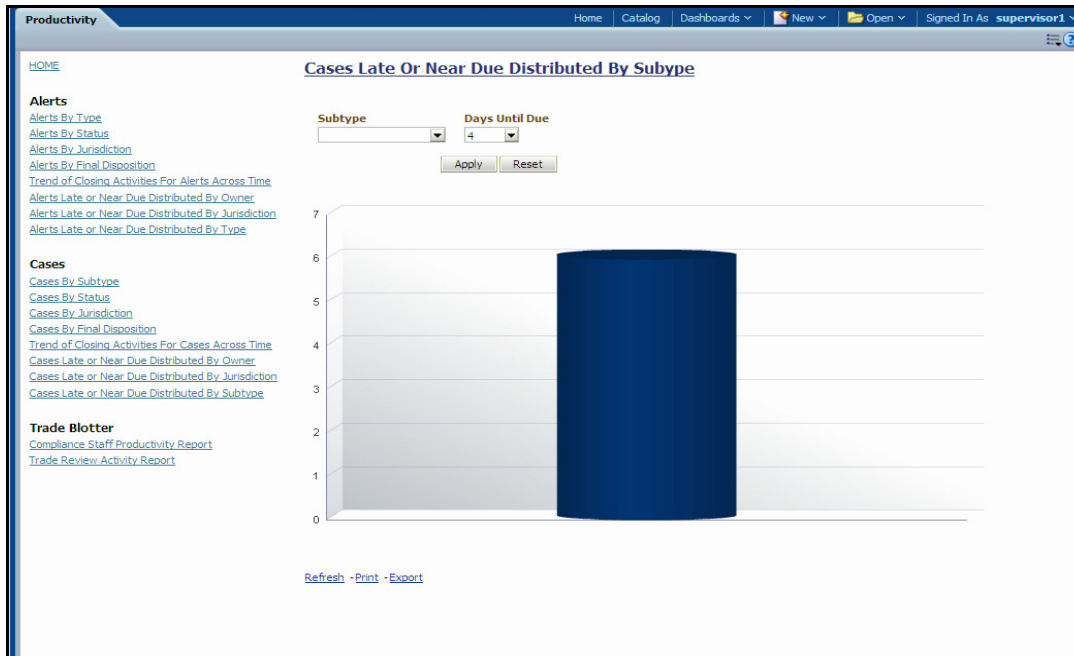 Productivity
Home Catalog Dashboards New Open Signed In As supervisor1
HOME
Alerts
Alerts By Type
Alerts By Status
Alerts By Jurisdiction
Alerts By Final Disposition
Trend of Closing Activities For Alerts Across Time
Alerts Late or Near Due Distributed By Owner
Alerts Late or Near Due Distributed By Jurisdiction
Alerts Late or Near Due Distributed By Type
Cases
Cases By Subtype
Cases By Status
Cases By Jurisdiction
Cases By Final Disposition
Trend of Closing Activities For Cases Across Time
Cases Late or Near Due Distributed By Owner
Cases Late or Near Due Distributed By Jurisdiction
Cases Late or Near Due Distributed By Subtype
Trade Blotter
Compliance Staff Productivity Report
Trade Review Activity Report
Cases Late Or Near Due Distributed By Subype
Subtype Days Until Due
4
Apply Reset
7
6
5
4
3
2
1
0
Refresh - Print - Export